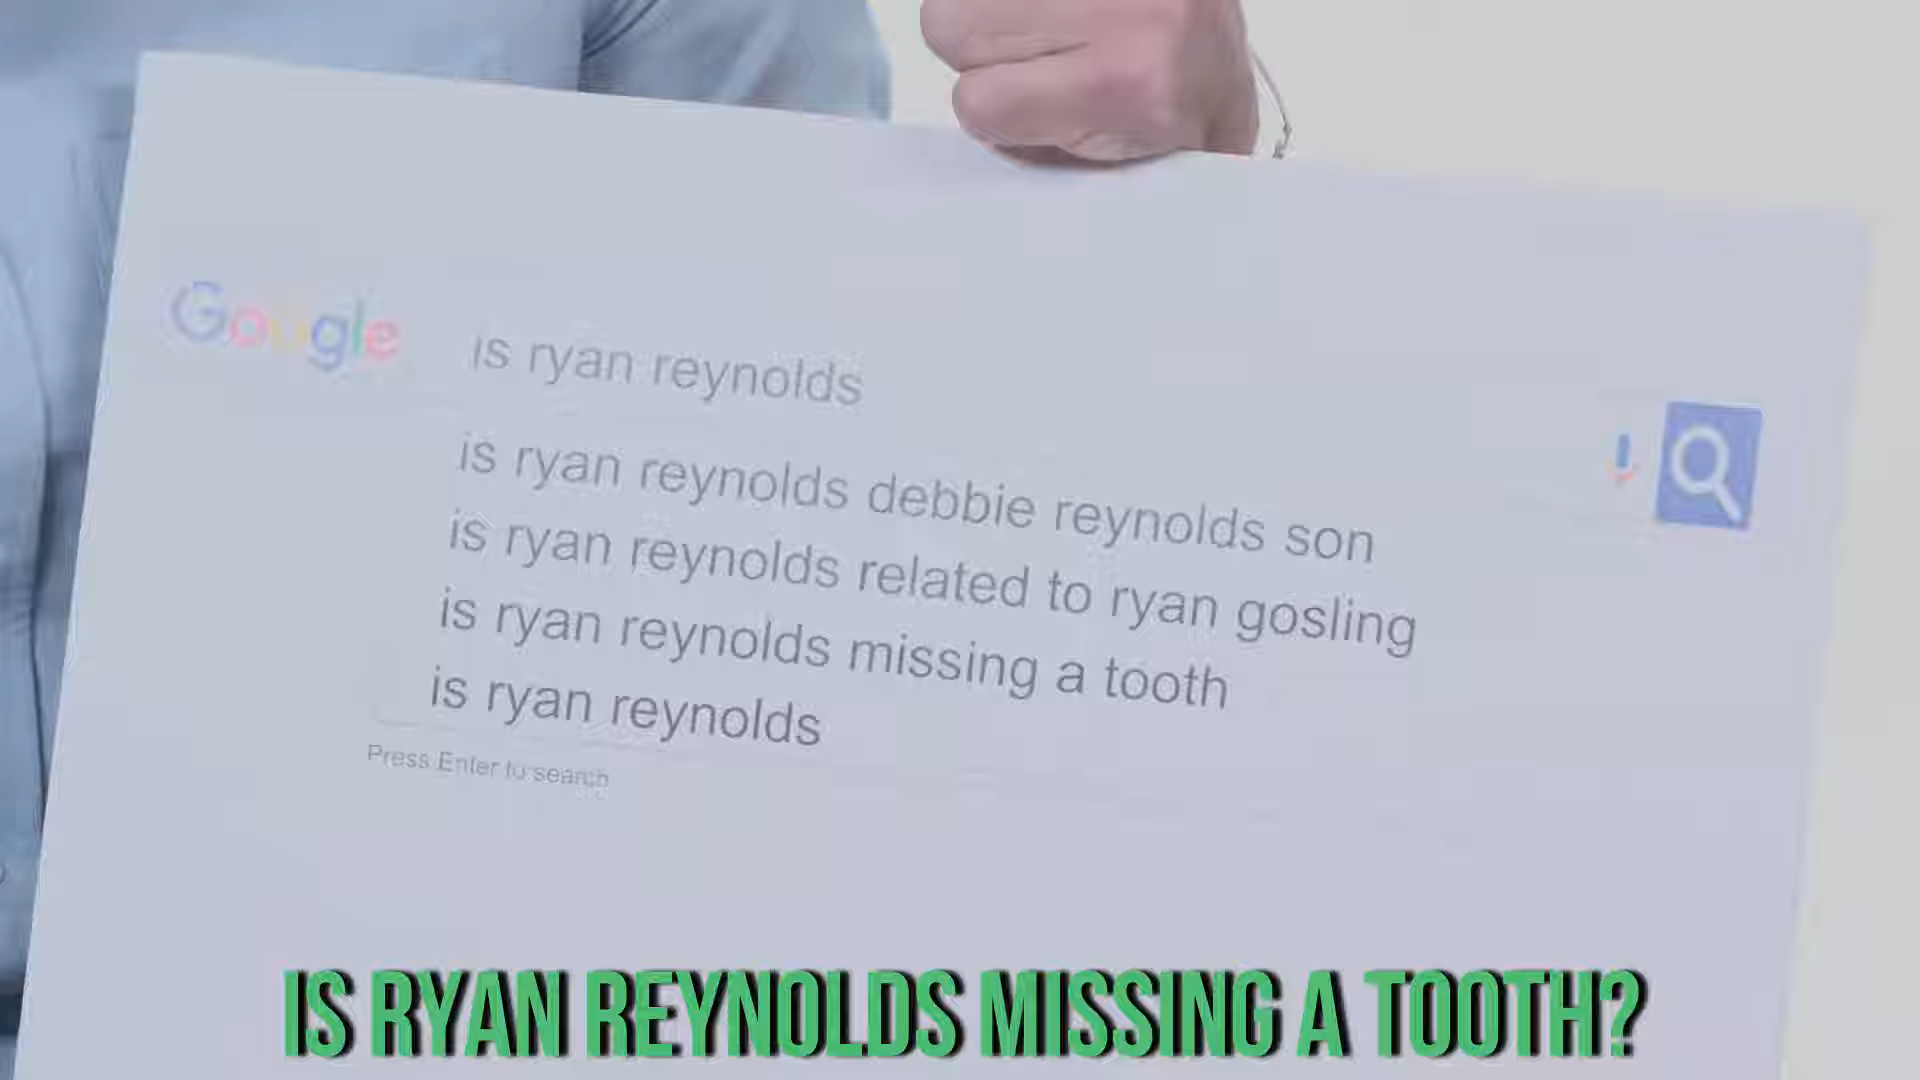 Google
is ryan reynolds
is ryan reynolds debbie reynolds son
is ryan reynolds related to ryan gosling
is ryan reynolds missing a tooth
is ryan reynolds
Press Enter to search
IS RYAN REYNOLDS MISSING A TOOTH?